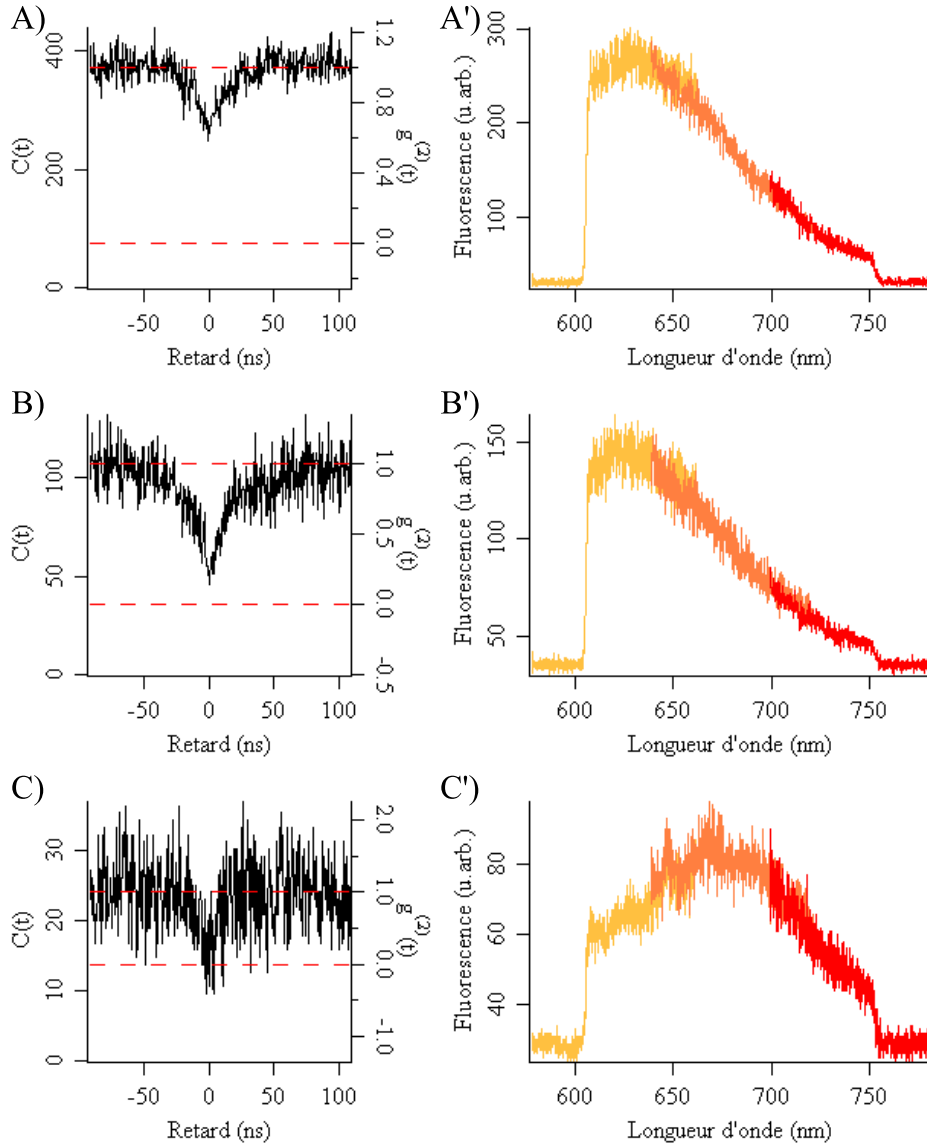 A)
C(t)
0
200
400
0.0
0.4
0.8
1.2
g(2)(t)
-50
0
50
100
Retard (ns)
A')
Fluorescence (u.arb.)
100
200
300
600
650
700
750
Longueur d'onde (nm)
B)
C(t)
0
50
100
-0.5
0.0
0.5
1.0
g(2)(t)
-50
0
50
100
Retard (ns)
B')
Fluorescence (u.arb.)
50
100
150
600
650
700
750
Longueur d'onde (nm)
C)
C(t)
0
10
20
30
-1.0
0.0
1.0
2.0
g(2)(t)
-50
0
50
100
Retard (ns)
C')
Fluorescence (u.arb.)
40
60
80
600
650
700
750
Longueur d'onde (nm)